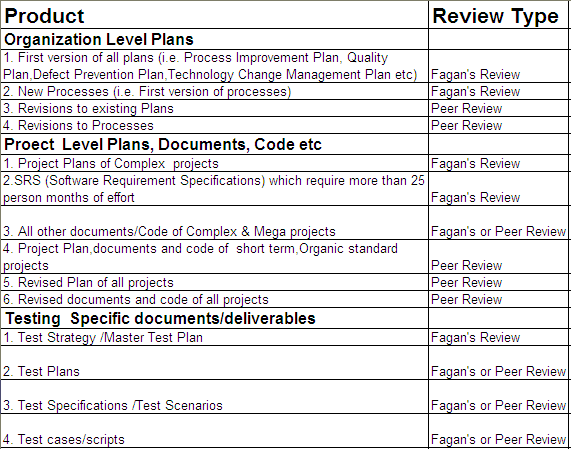 Product Review Type
Organization Level Plans
1. First version of all plans (i.e. Process Improvement Plan, Quality
Plan,Defect Prevention Plan,Technology Change Management Plan etc) Fagan's Review
2. New Processes (i.e. First version of processes) Fagan's Review
3. Revisions to existing Plans Peer Review
4. Revisions to Processes Peer Review
Proect Level Plans, Documents, Code etc
1. Project Plans of Complex projects Fagan's Review
2.SRS (Software Requirement Specifications) which require more than 25
person months of effort Fagan's Review
3. All other documents/Code of Complex & Mega projects Fagan's or Peer Review
4. Project Plan,documents and code of short term,Organic standard
projects Peer Review
5. Revised Plan of all projects Peer Review
6. Revised documents and code of all projects Peer Review
Testing Specific documents/deliverables
1. Test Strategy /Master Test Plan Fagan's Review
2. Test Plans Fagan's or Peer Review
3. Test Specifications /Test Scenarios Fagan's or Peer Review
4. Test cases/scripts Fagan's or Peer Review